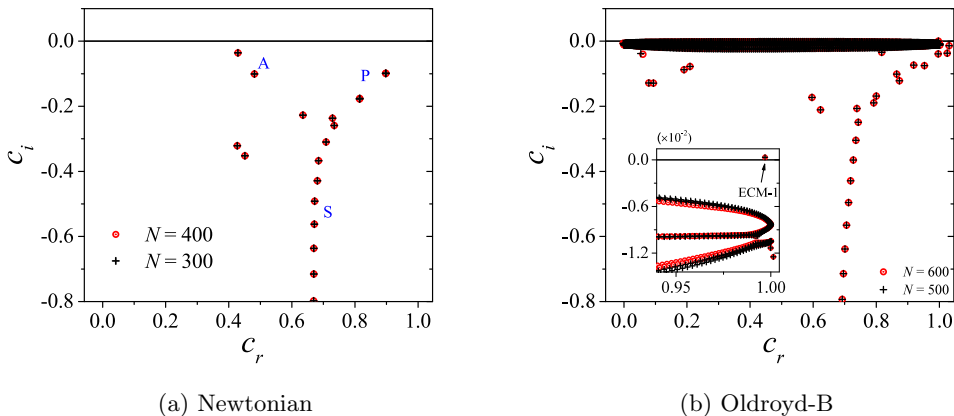 0.0
-0.2
-0.4
-0.6
-0.8
c_i
A
P
S
N = 400
N = 300
0.0 0.2 0.4 0.6 0.8 1.0
c_r
(a) Newtonian
0.0
-0.2
-0.4
-0.6
-0.8
c_i
(×10⁻²)
0.0
-0.6
-1.2
ECM-1
0.95 1.00
N = 600
N = 500
0.0 0.2 0.4 0.6 0.8 1.0
c_r
(b) Oldroyd-B